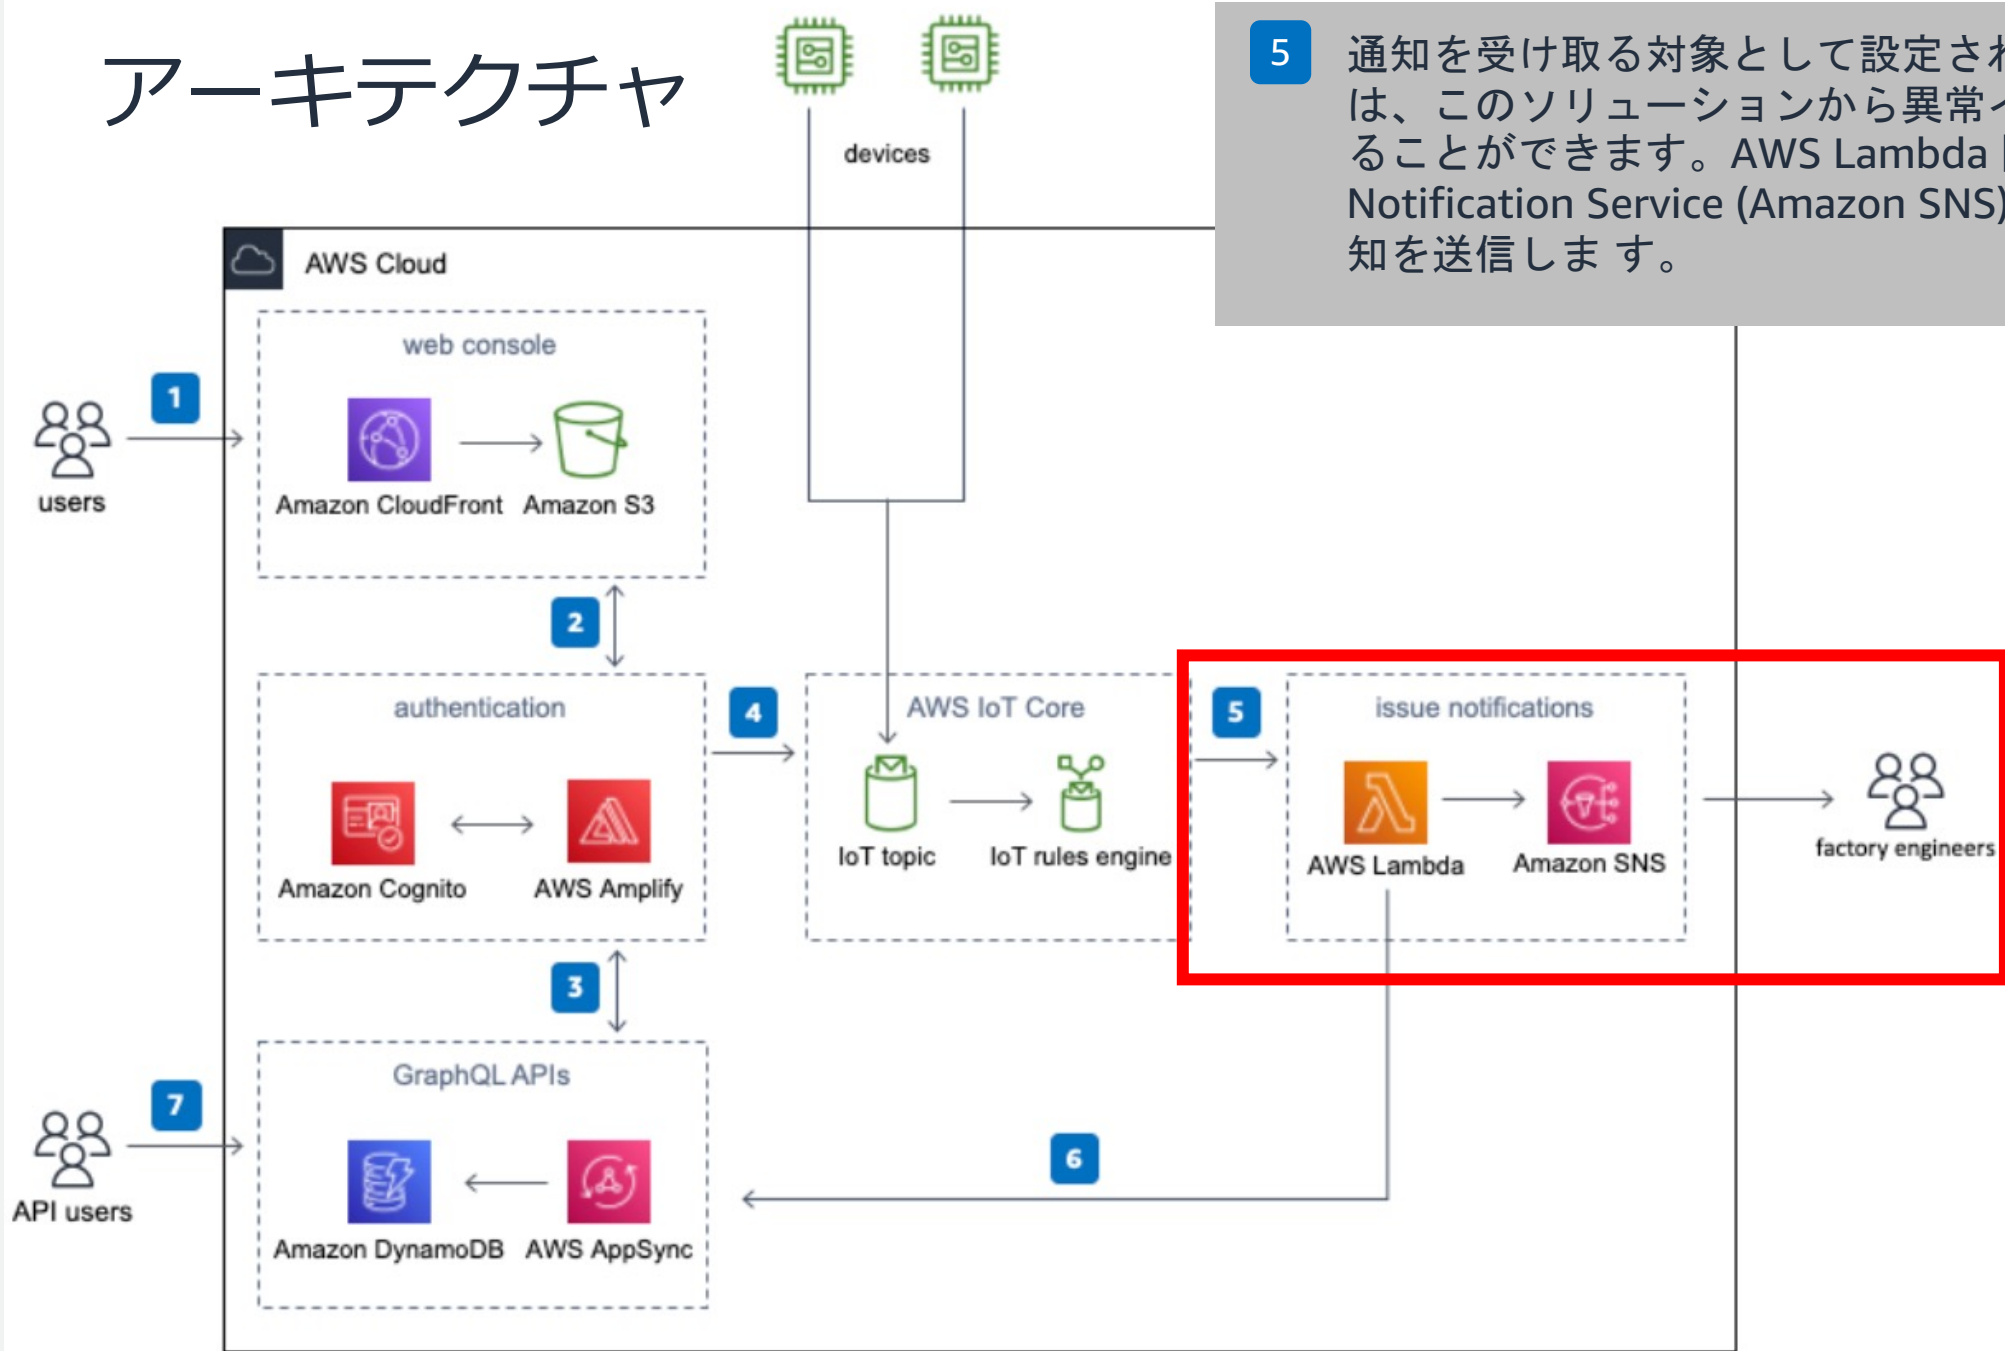 アーキテクチャ
devices
5
通知を受け取る対象として設定さ
は、このソリューションから異常
ることができます。AWS Lambda
Notification Service (Amazon SNS)
知を送信しま す。
AWS Cloud
web console
1
users
Amazon CloudFront Amazon S3
2
authentication
4
AWS IoT Core
5
issue notifications
Amazon Cognito AWS Amplify
IoT topic IoT rules engine
AWS Lambda Amazon SNS
factory engineers
3
GraphQL APIs
7
6
API users
Amazon DynamoDB AWS AppSync